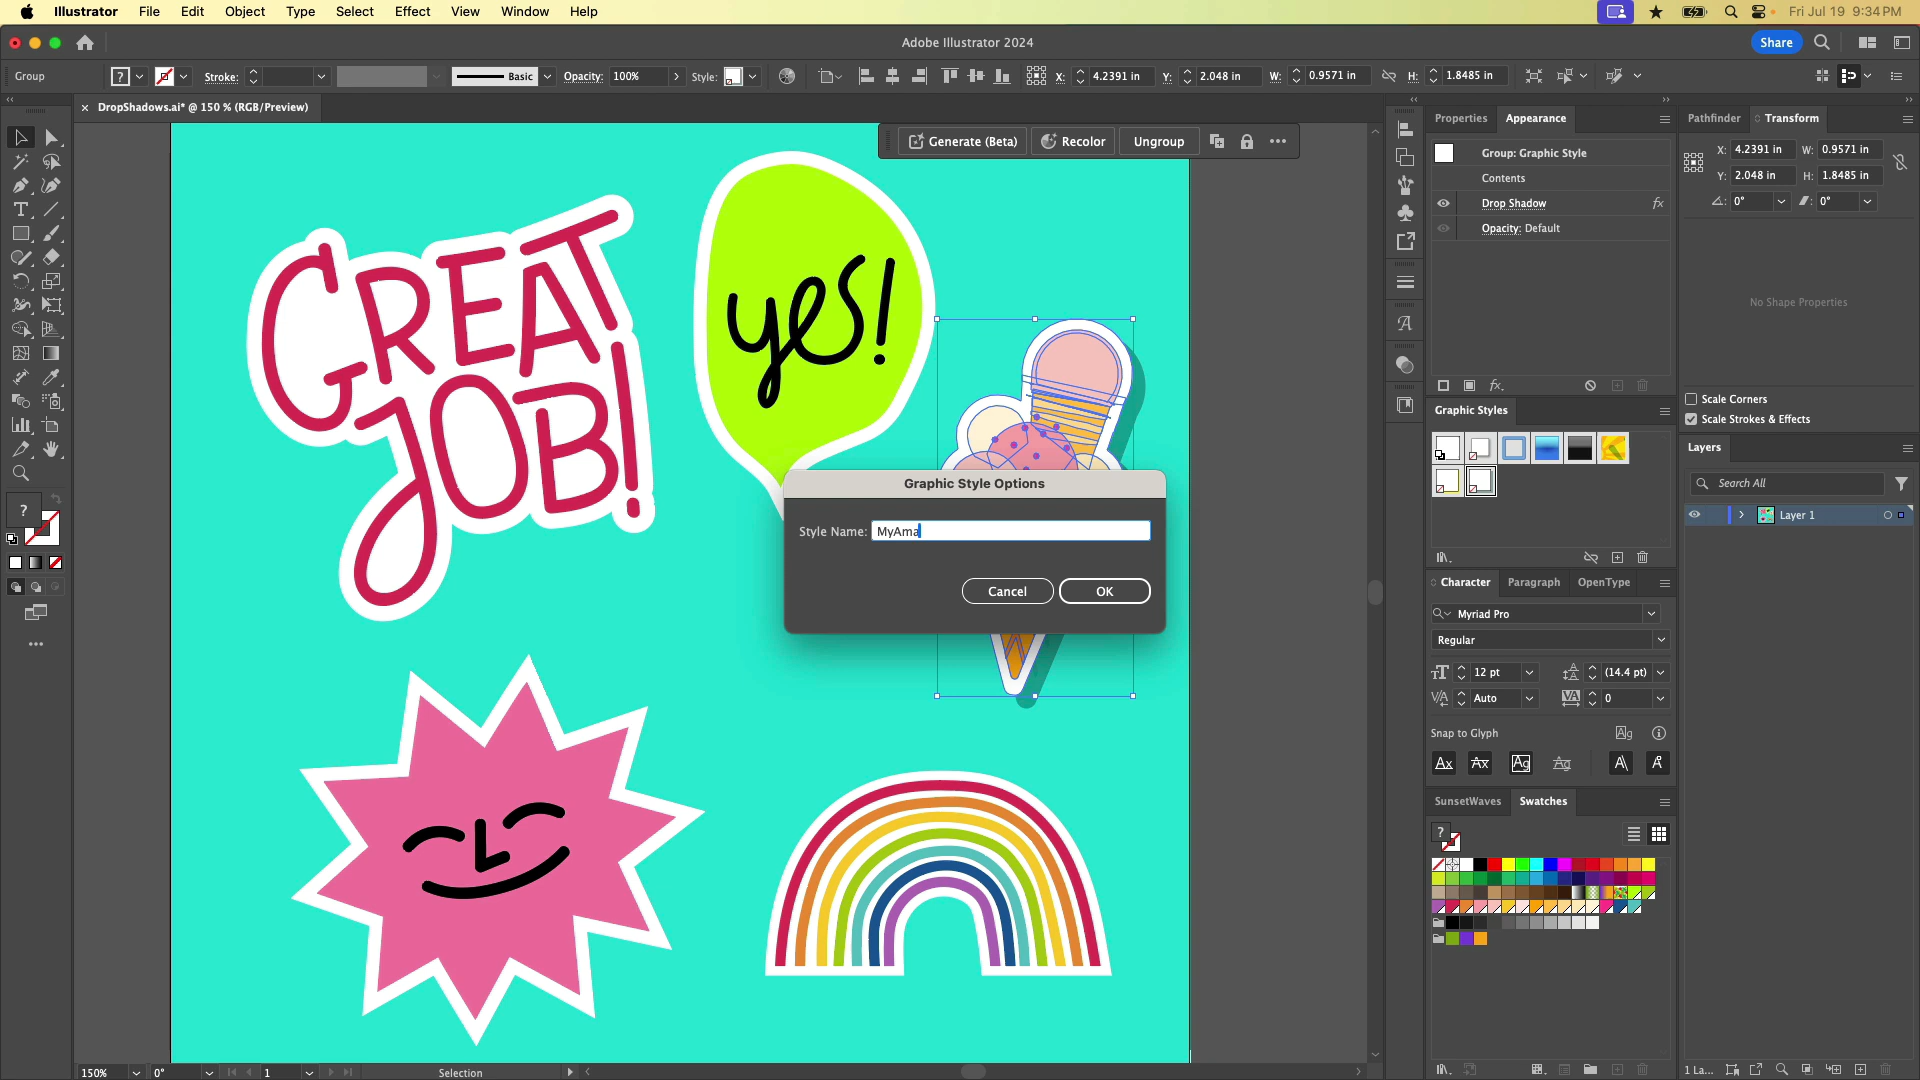 Illustrator File Edit Object Type Select Effect View Window Help
Fri Jul 19 9:34 PM
Adobe Illustrator 2024
Share
Group
?
Stroke:
Basic
Opacity: 100%
Style:
X: 4.2391 in
Y: 2.048 in
W: 0.9571 in
H: 1.8485 in
DropShadows.ai* @ 150 % (RGB/Preview)
Generate (Beta)
Recolor
Ungroup
GREAT
JOB!
yes!
Graphic Style Options
Style Name: MyAma
Cancel
OK
?
150%
0°
1
Selection
Properties
Appearance
Group: Graphic Style
Contents
Drop Shadow
fx
Opacity: Default
fx.
Graphic Styles
Character
Paragraph
OpenType
Myriad Pro
Regular
12 pt
(14.4 pt)
Auto
0
Snap to Glyph
SunsetWaves
Swatches
?
Pathfinder
Transform
X: 4.2391 in
W: 0.9571 in
Y: 2.048 in
H: 1.8485 in
0°
0°
No Shape Properties
Scale Corners
Scale Strokes & Effects
Layers
Search All
Layer 1
1 La...